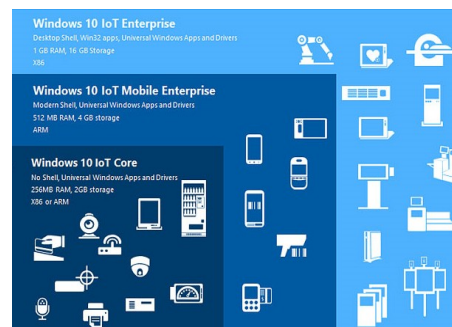 Windows 10 IoT Enterprise
Desktop Shell, Win32 apps, Universal Windows Apps and Drivers
1 GB RAM, 16 GB Storage
X86
Windows 10 IoT Mobile Enterprise
Modern Shell, Universal Windows Apps and Drivers
512 MB RAM, 4 GB storage
ARM
Windows 10 IoT Core
No Shell, Universal Windows Apps and Drivers
256MB RAM, 2GB storage
X86 or ARM